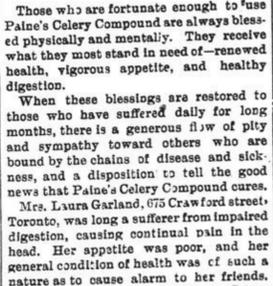 Those who are fortunate enough to use
Paine's Celery Compound are always bless-
ed physically and mentally. They receive
what they most stand in need of—renewed
health, vigorous appetite, and healthy
digestion.
When these blessings are restored to
those who have suffered daily for long
months, there is a generous flow of pity
and sympathy toward others who are
bound by the chains of disease and sick-
ness, and a disposition to tell the good
news that Paine's Celery Compound cures.
Mrs. Laura Garland, 675 Crawford street,
Toronto, was long a sufferer from impaired
digestion, causing continual pain in the
head. Her appetite was poor, and her
general condition of health was of such a
nature as to cause alarm to her friends.